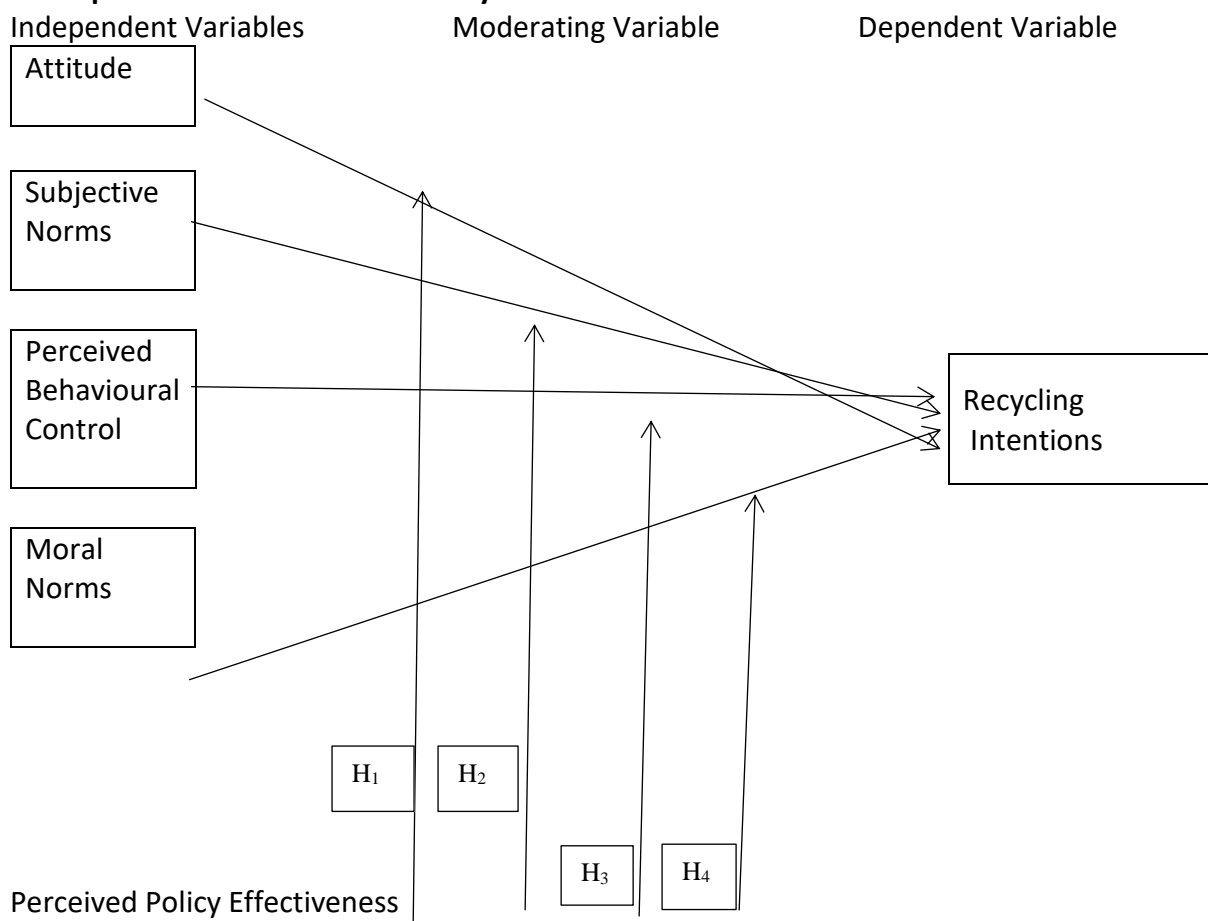 Independent Variables Moderating Variable Dependent Variable
Attitude
Subjective
Norms
Perceived
Behavioural
Control
Recycling
Intentions
Moral
Norms
H₁ H₂
H₃ H₄
Perceived Policy Effectiveness